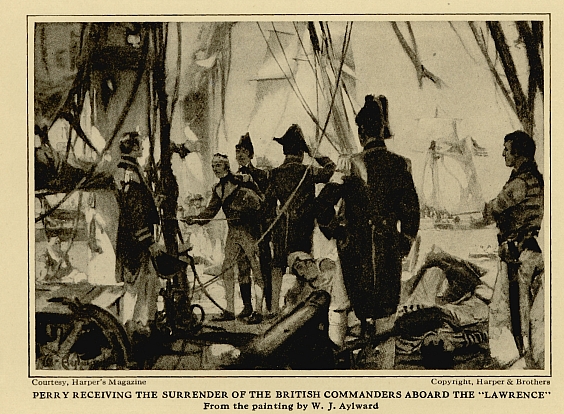 Courtesy, Harper's Magazine
Copyright, Harper & Brothers
PERRY RECEIVING THE SURRENDER OF THE BRITISH COMMANDERS ABOARD THE "LAWRENCE"
From the painting by W. J. Aylward